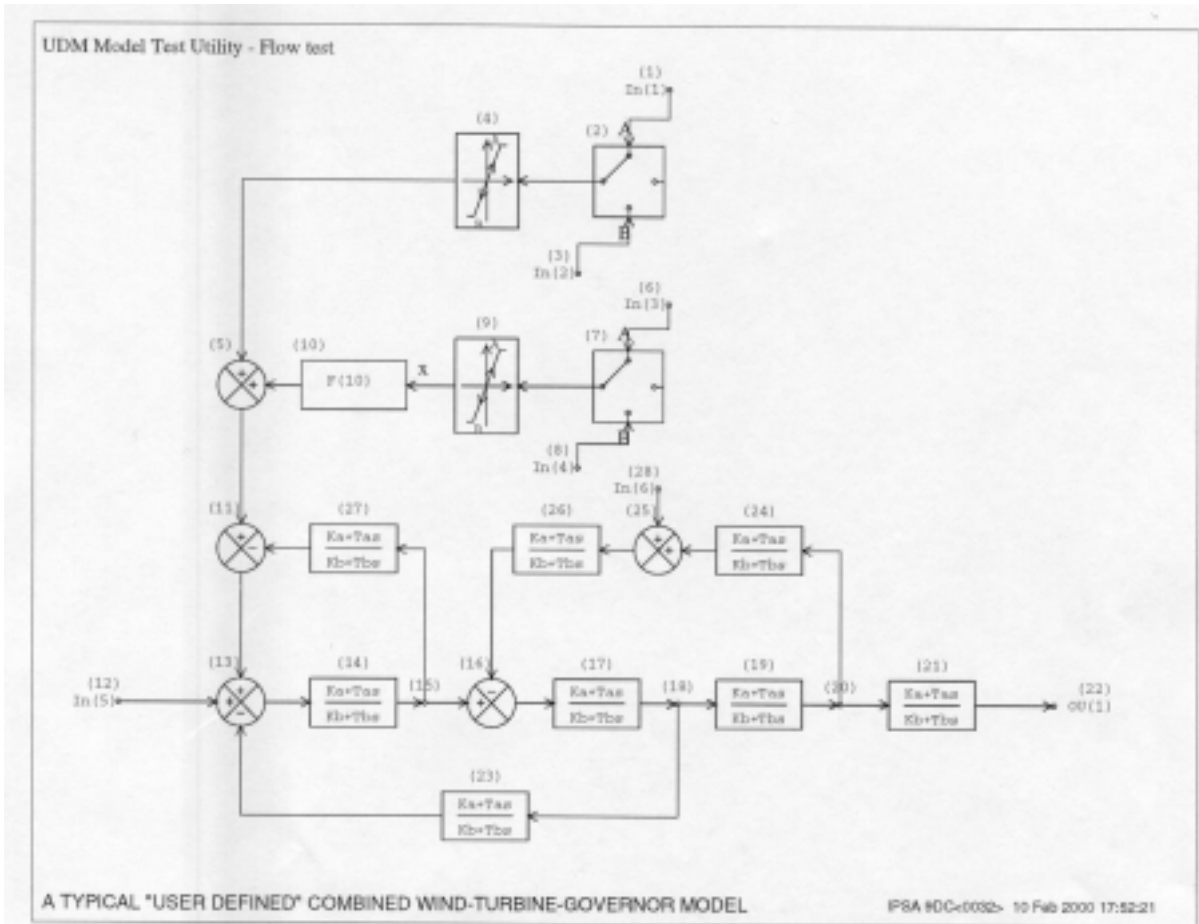 UDM Model Test Utility - Flow test
(1)
In(1)
(4)
(2) A
B
(3)
In(2)
(6)
In(3)
(9)
(7) A
(5)
(10)
F(10)
X
B
(8)
In(4)
(28)
In(6)
(11)
(27)
(26)
(25)
(24)
Ka+Tas
Kb+Tbs
Ka+Tas
Kb+Tbs
Ka+Tas
Kb+Tbs
(12)
In(5)
(13)
(14)
(15)
(16)
(17)
(18)
(19)
(20)
(21)
(22)
OU(1)
Ka+Tas
Kb+Tbs
Ka+Tas
Kb+Tbs
Ka+Tas
Kb+Tbs
Ka+Tas
Kb+Tbs
(23)
Ka+Tas
Kb+Tbs
A TYPICAL "USER DEFINED" COMBINED WIND-TURBINE-GOVERNOR MODEL
10 Feb 2000 17:52:21